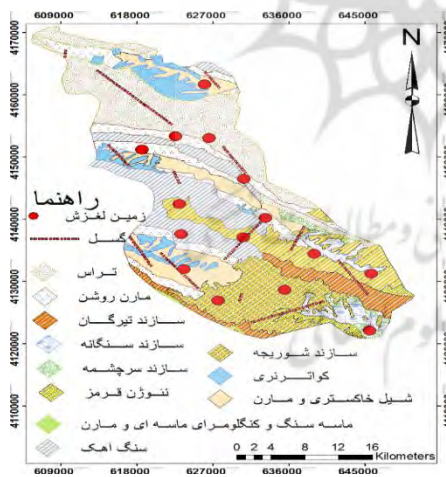 609000 618000 627000 636000 645000
N
4170000
4160000
4150000
4140000
4130000
4120000
4110000
راهنما
زمین لغزش
گسل
تراس
مارن روشن
سازند تیرگان
سازند سنگانه
سازند سرچشمه
نئوژن قرمز
ماسه سنگ و کنگلومرای ماسه ای و مارن
سنگ آهک
سازند شوریجه
کواترنری
شیل خاکستری و مارن
0 2 4 8 12 16
Kilometers
609000 618000 627000 636000 645000